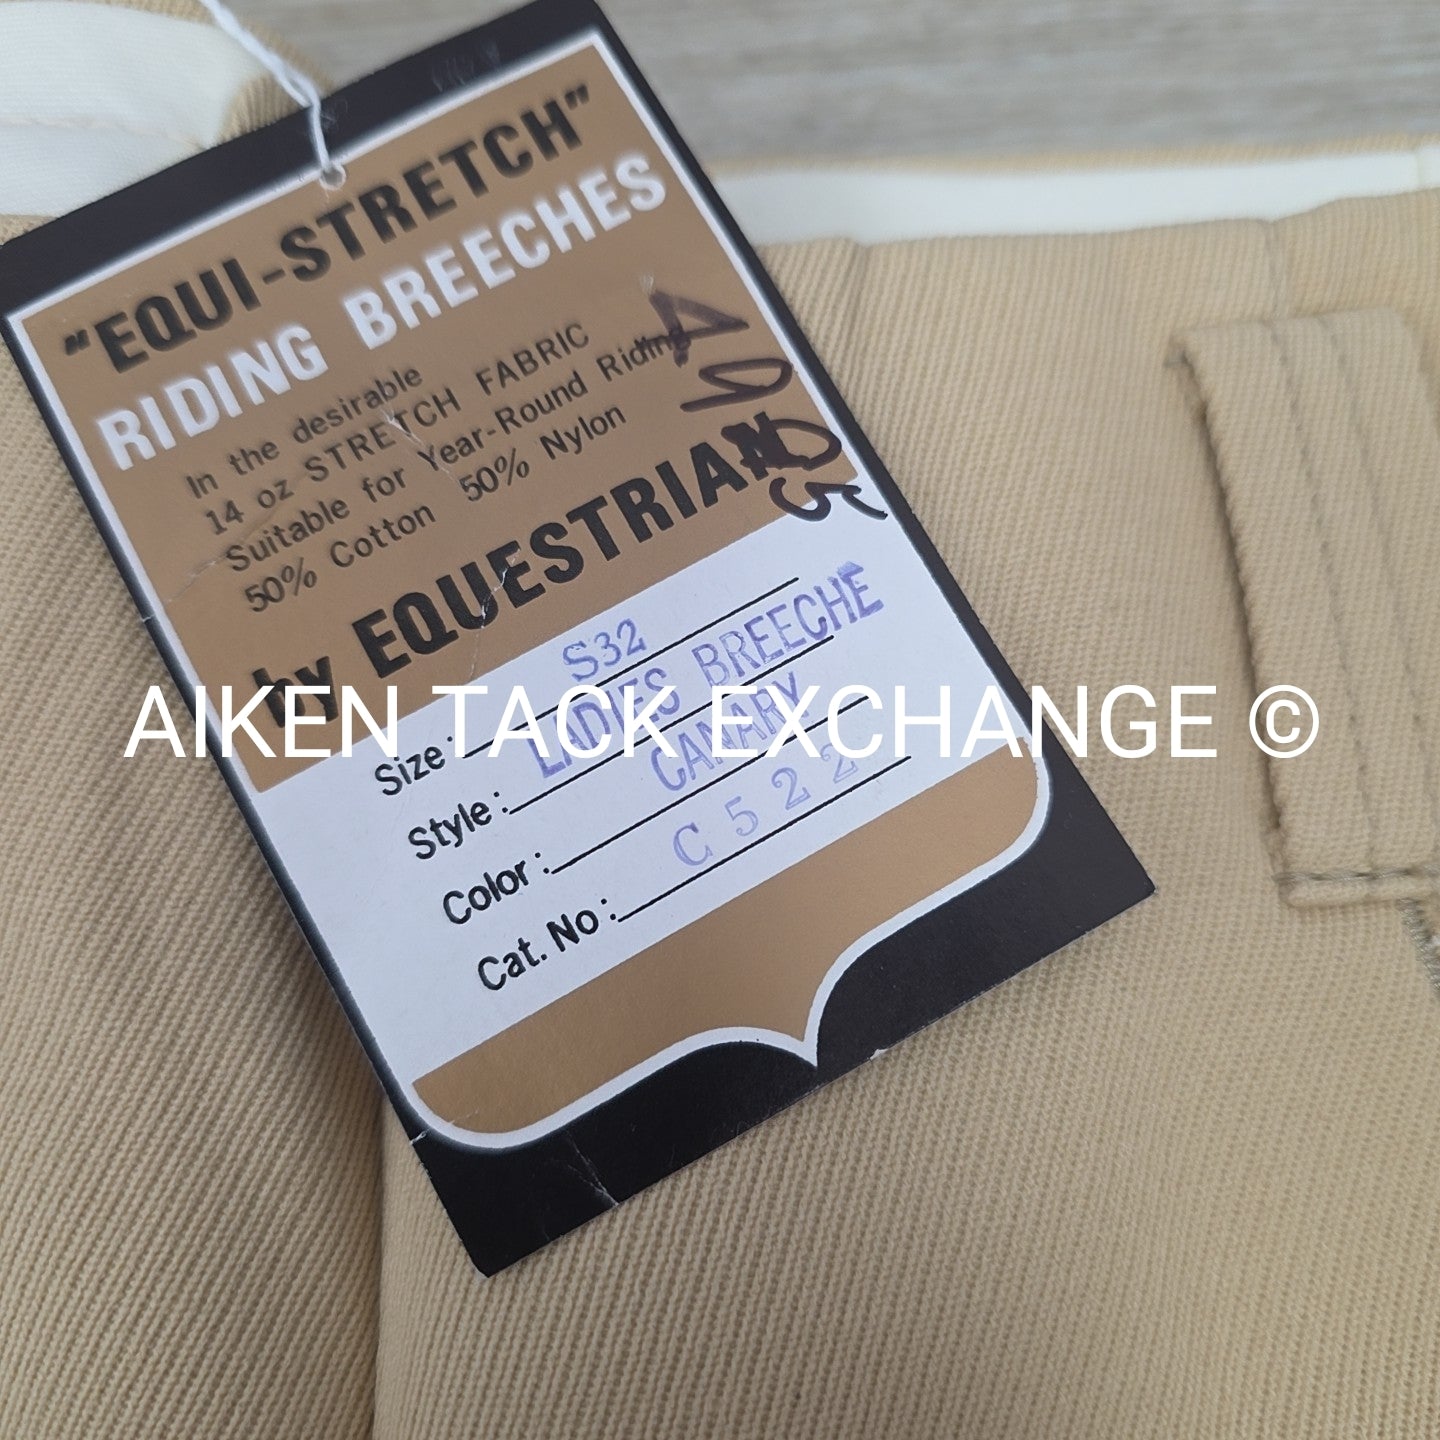 "EQUI-STRETCH"
RIDING BREECHES
In the desirable
14 oz STRETCH FABRIC
Suitable for Year-Round Riding
50% Cotton 50% Nylon
by EQUESTRIAN
Size: S32
Style: LADIES BREECHE
Color: CANARY
Cat. No: C522
AIKEN TACK EXCHANGE ©